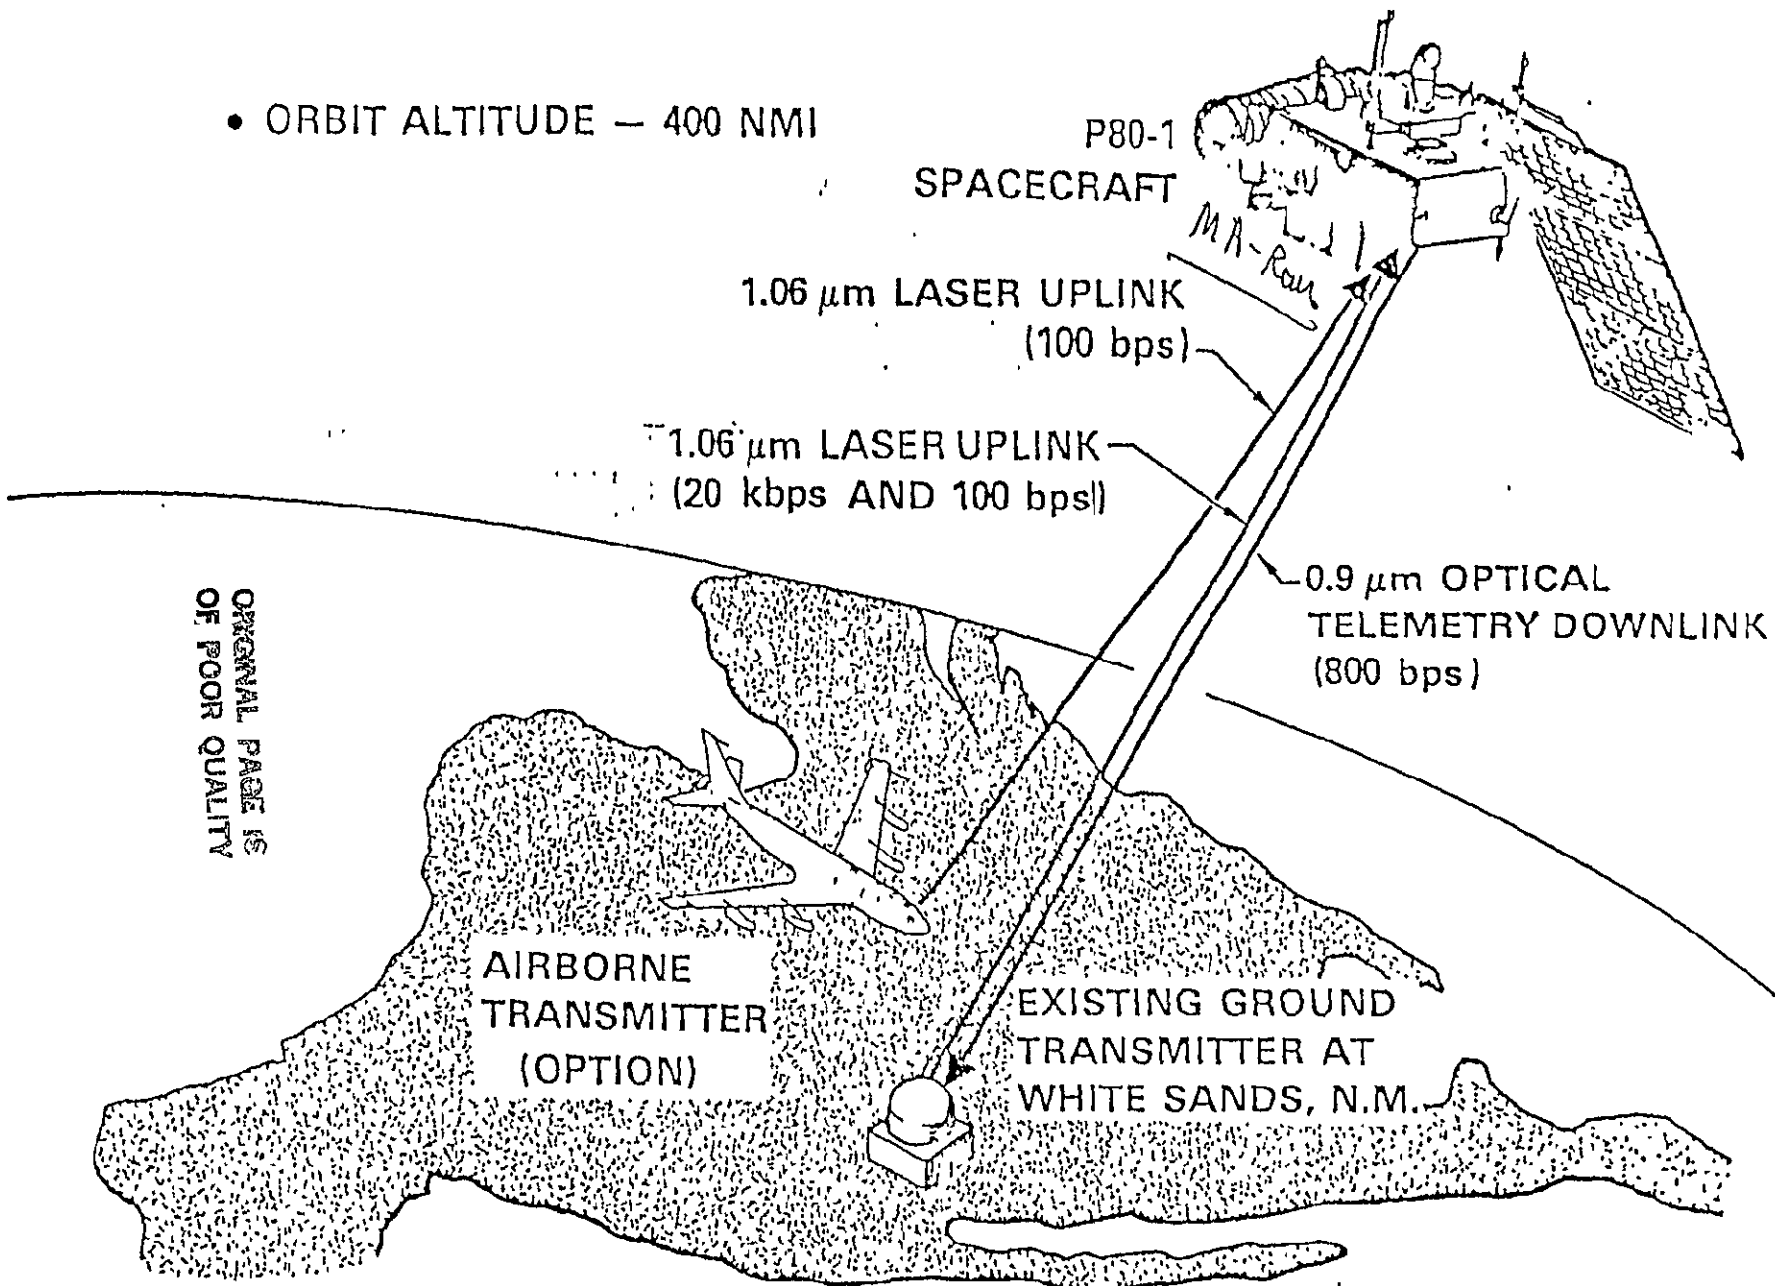 • ORBIT ALTITUDE — 400 NMI
P80-1
SPACECRAFT
1.06 μm LASER UPLINK
(100 bps)
1.06 μm LASER UPLINK
(20 kbps AND 100 bps)
0.9 μm OPTICAL
TELEMETRY DOWNLINK
(800 bps)
ORIGINAL PAGE IS
OF POOR QUALITY
AIRBORNE
TRANSMITTER
(OPTION)
EXISTING GROUND
TRANSMITTER AT
WHITE SANDS, N.M.